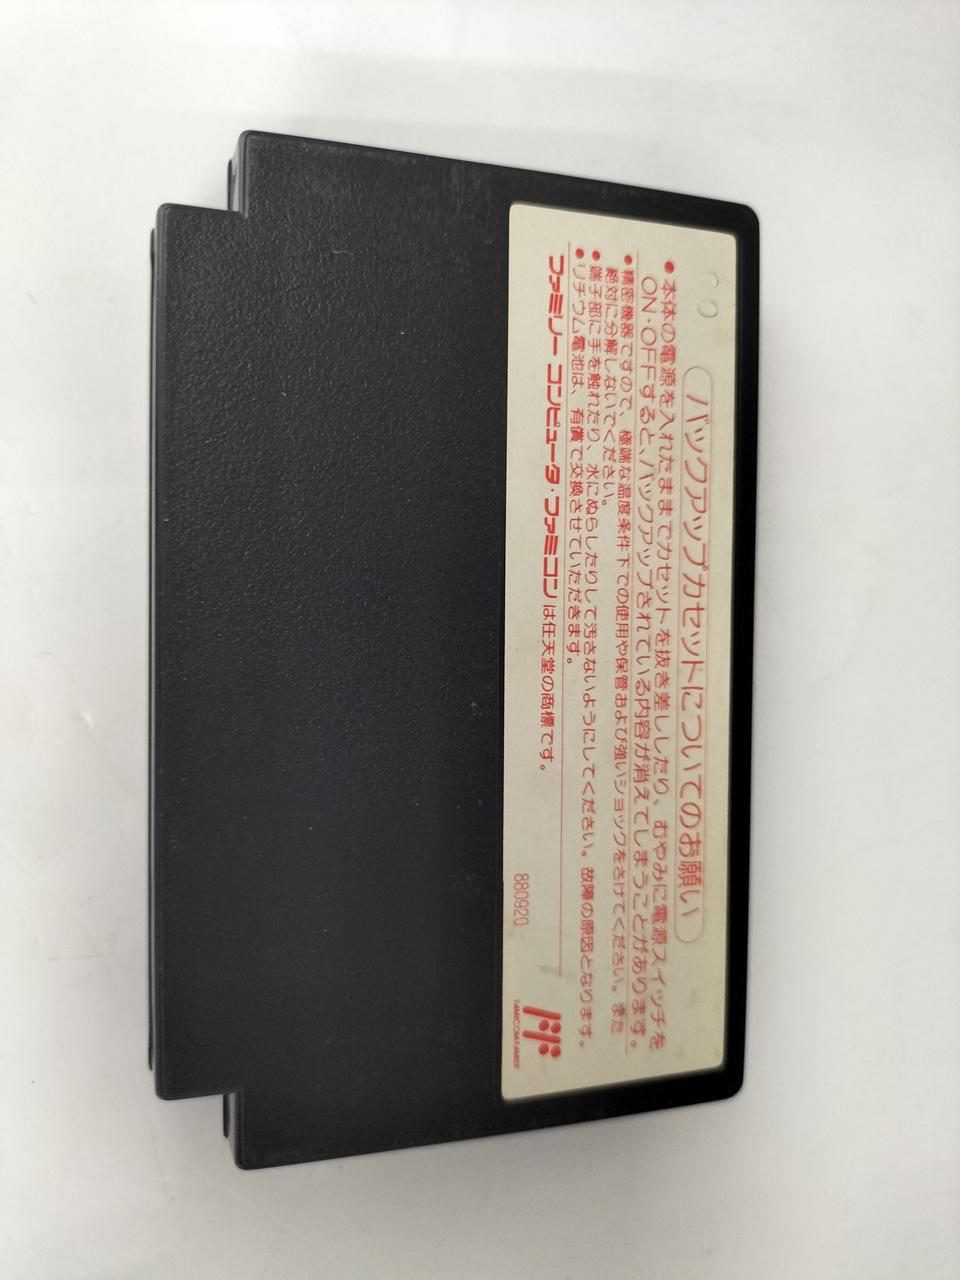 バックアップカセットについてのお願い
●本体の電源を入れたままでカセットを抜き差ししたり、むやみに電源スイッチを
ON・OFFすると、バックアップされている内容が消えてしまうことがあります。
●精密機器ですので、極端な温度条件下での使用や保管および強いショックをさけてください。また
絶対に分解しないでください。
●端子部に手を触れたり、水にぬらしたりして汚さないようにしてください。故障の原因となります。
●リチウム電池は、有償で交換させていただきます。
ファミリー コンピュータ・ファミコンは任天堂の商標です。
880920
FAMICOM FAMILY